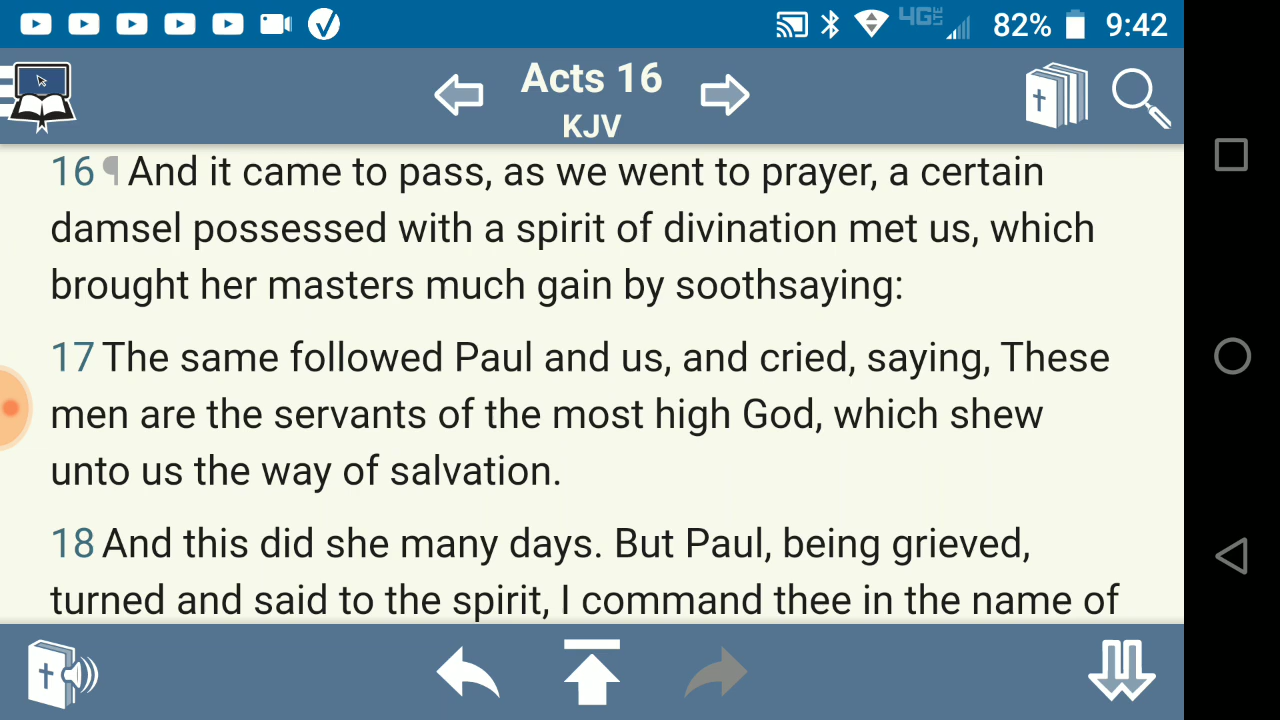 4G LTE 82% 9:42
Acts 16
KJV
16 ¶ And it came to pass, as we went to prayer, a certain
damsel possessed with a spirit of divination met us, which
brought her masters much gain by soothsaying:
17 The same followed Paul and us, and cried, saying, These
men are the servants of the most high God, which shew
unto us the way of salvation.
18 And this did she many days. But Paul, being grieved,
turned and said to the spirit, I command thee in the name of